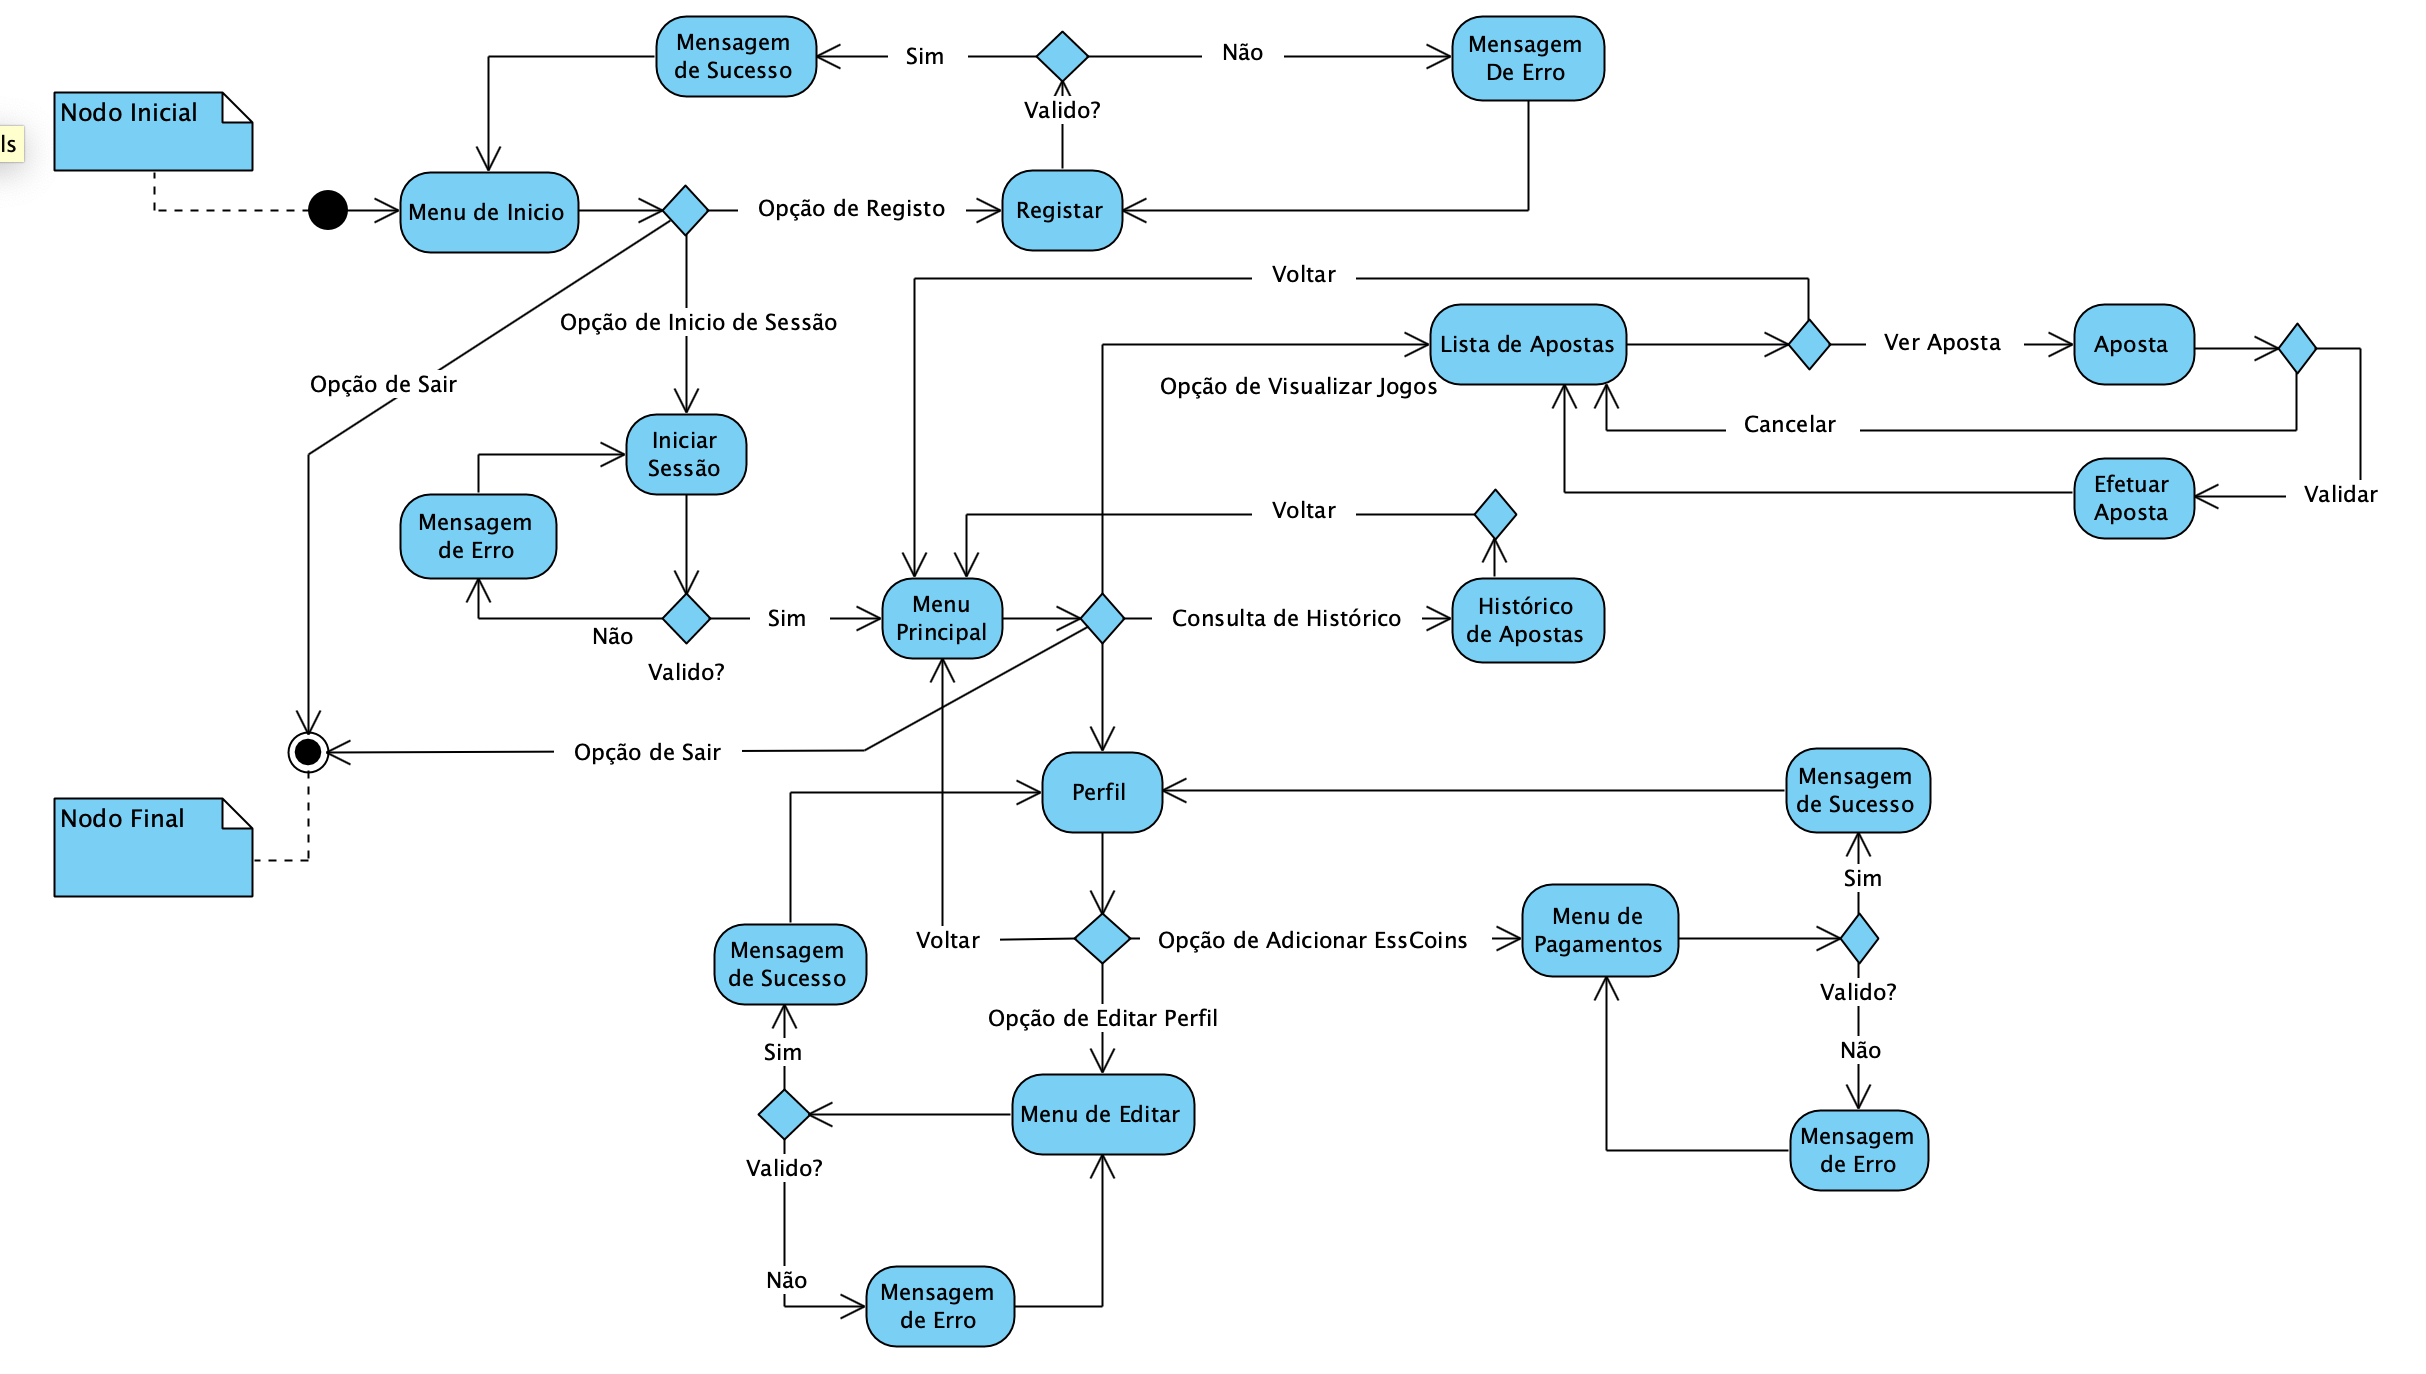 Mensagem
de Sucesso
Sim
Não
Mensagem
De Erro
Nodo Inicial
Valido?
ls
Menu de Inicio
Opção de Registo
Registar
Voltar
Opção de Inicio de Sessão
Lista de Apostas
Ver Aposta
Aposta
Opção de Sair
Opção de Visualizar Jogos
Cancelar
Iniciar
Sessão
Efetuar
Aposta
Validar
Mensagem
de Erro
Voltar
Menu
Principal
Sim
Consulta de Histórico
Histórico
de Apostas
Não
Valido?
Opção de Sair
Perfil
Mensagem
de Sucesso
Nodo Final
Sim
Mensagem
de Sucesso
Voltar
Opção de Adicionar EssCoins
Menu de
Pagamentos
Valido?
Opção de Editar Perfil
Sim
Não
Menu de Editar
Mensagem
de Erro
Valido?
Não
Mensagem
de Erro